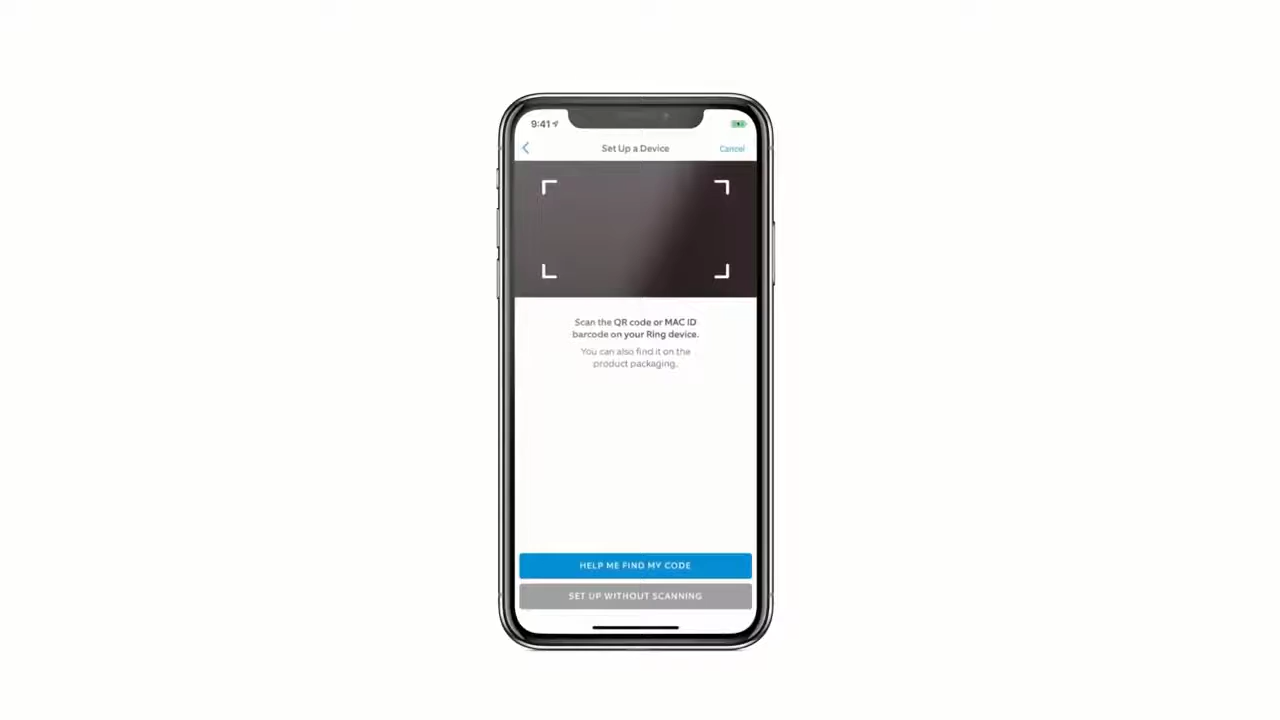 9:41
Set Up a Device
Cancel
Scan the QR code or MAC ID
barcode on your Ring device.
You can also find it on the
product packaging.
HELP ME FIND MY CODE
SET UP WITHOUT SCANNING